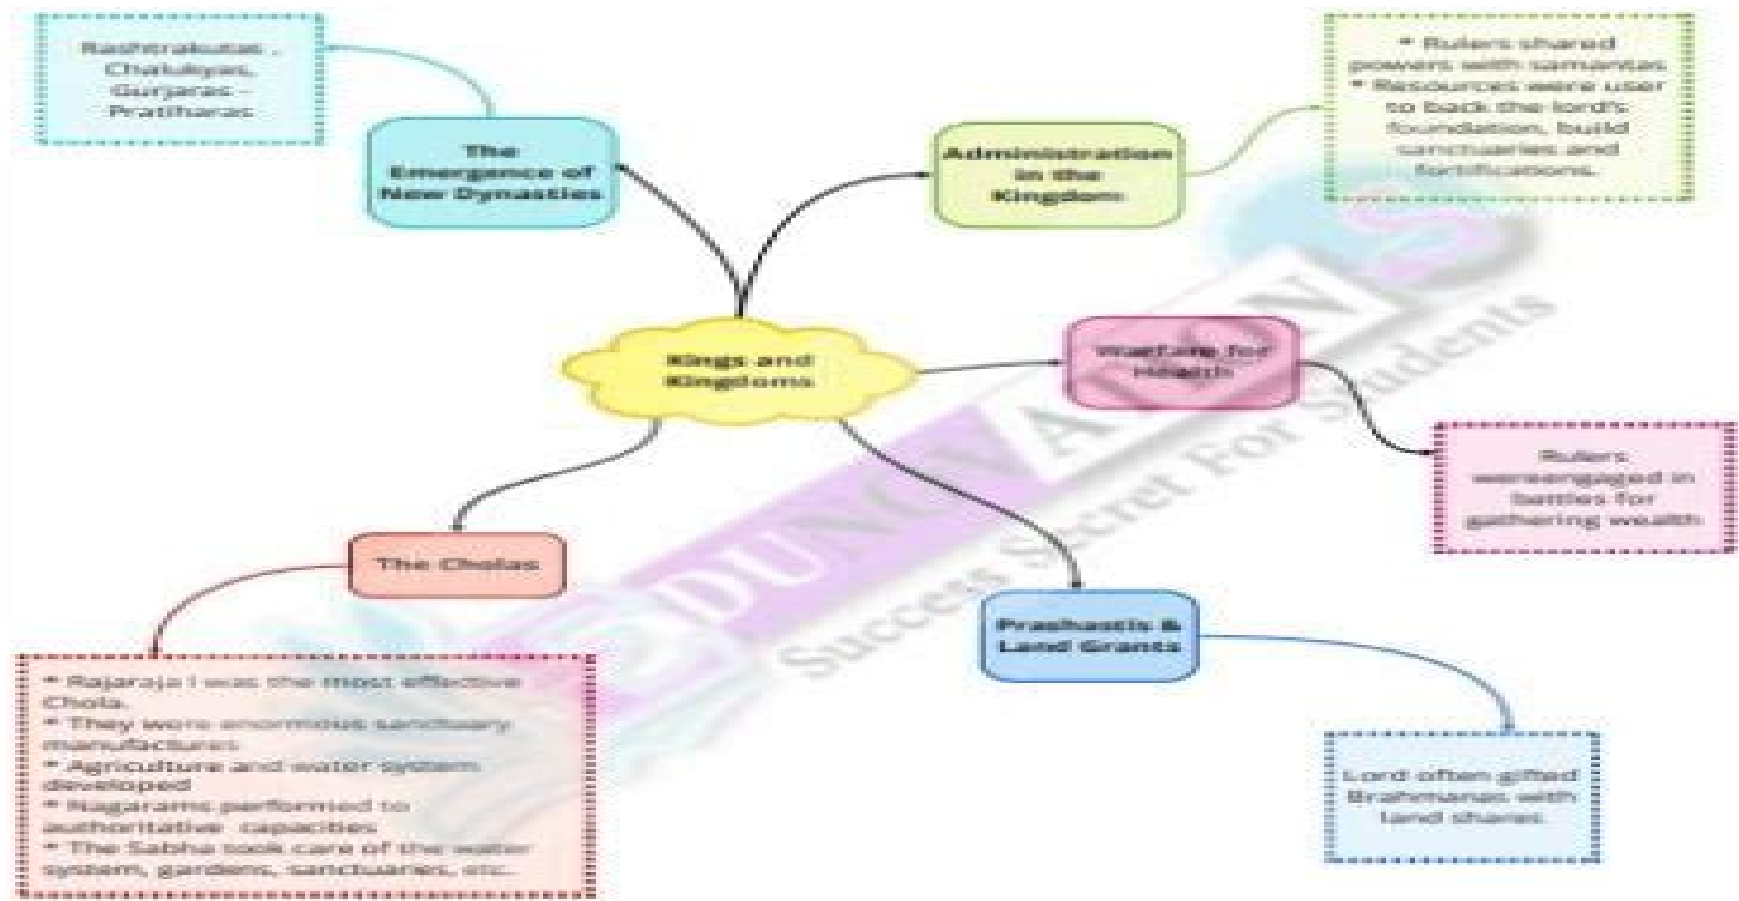 Rashtrakutas ,
Chalukyas,
Gurjaras -
Pratiharas
The
Emergence of
New Dynasties
Administration
in the
Kingdom
* Rulers shared
powers with samantas
* Resources were user
to back the lord's
foundation, build
sanctuaries and
fortifications.
Kings and
Kingdoms
Warfare for
Wealth
Rulers
wereengaged in
battles for
gathering wealth
The Cholas
* Rajaraja I was the most effective
Chola.
* They were enormous sanctuary
manufactures
* Agriculture and water system
developed
* Nagarams performed to
authoritative capacities
* The Sabha took care of the water
system, gardens, sanctuaries, etc.
Prashastis &
Land Grants
Lord often gifted
Brahmanas with
land shares
EDUNOVATION
Success Secret For Students